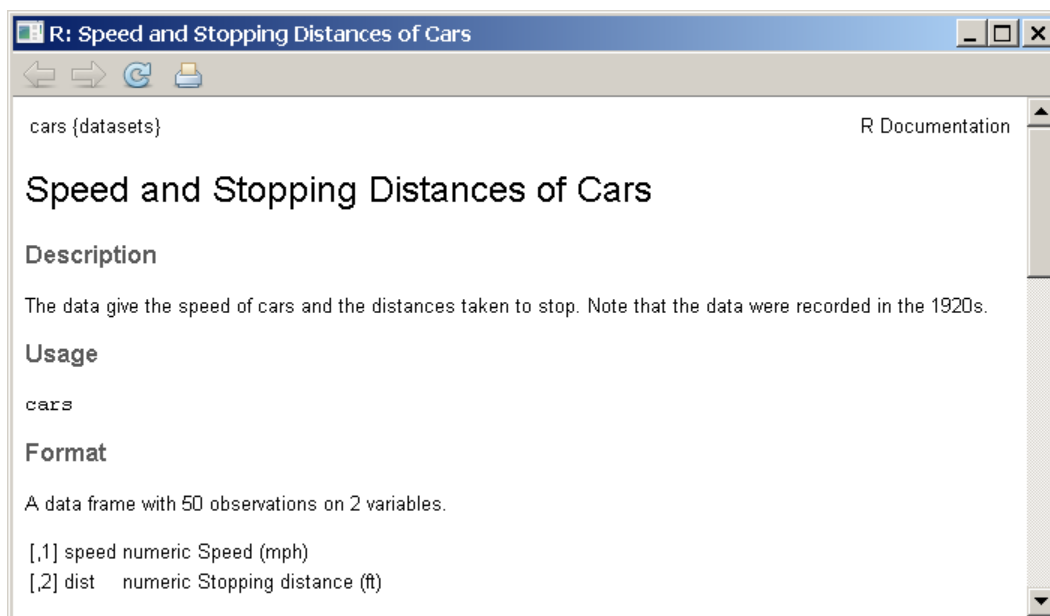 R: Speed and Stopping Distances of Cars
cars {datasets} R Documentation
Speed and Stopping Distances of Cars
Description
The data give the speed of cars and the distances taken to stop. Note that the data were recorded in the 1920s.
Usage
cars
Format
A data frame with 50 observations on 2 variables.
[,1] speed numeric Speed (mph)
[,2] dist numeric Stopping distance (ft)